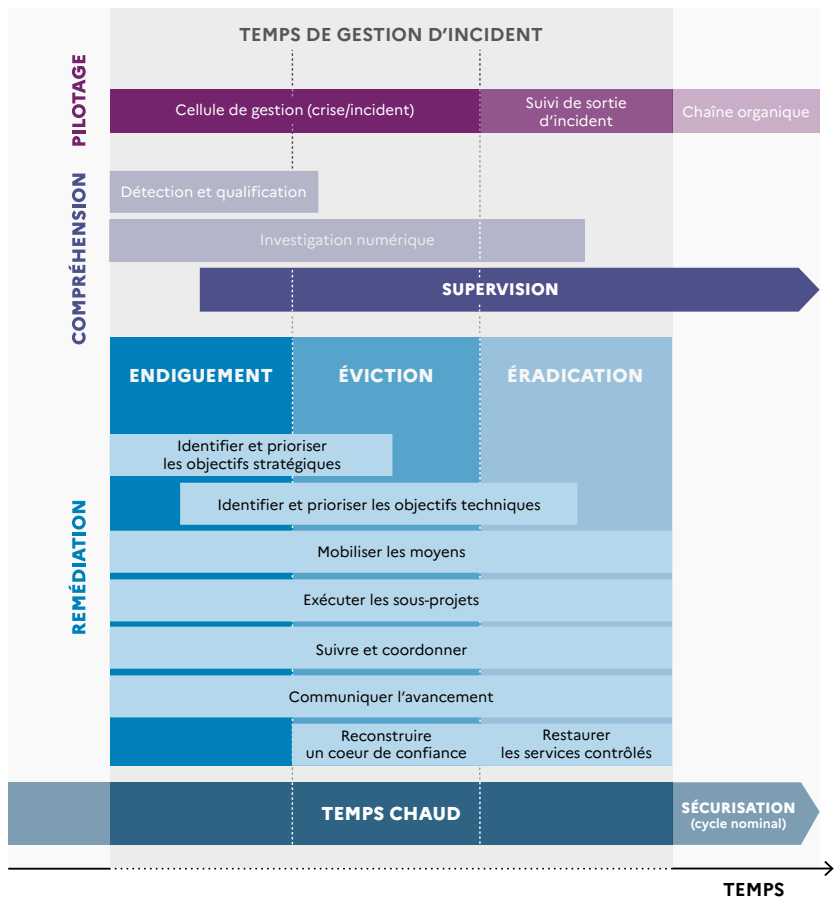 TEMPS DE GESTION D’INCIDENT
PILOTAGE
Cellule de gestion (crise/incident)
Suivi de sortie
d’incident
Chaîne organique
COMPRÉHENSION
Détection et qualification
Investigation numérique
SUPERVISION
REMÉDIATION
ENDIGUEMENT
ÉVICTION
ÉRADICATION
Identifier et prioriser
les objectifs stratégiques
Identifier et prioriser les objectifs techniques
Mobiliser les moyens
Exécuter les sous-projets
Suivre et coordonner
Communiquer l’avancement
Reconstruire
un coeur de confiance
Restaurer
les services contrôlés
TEMPS CHAUD
SÉCURISATION
(cycle nominal)
TEMPS